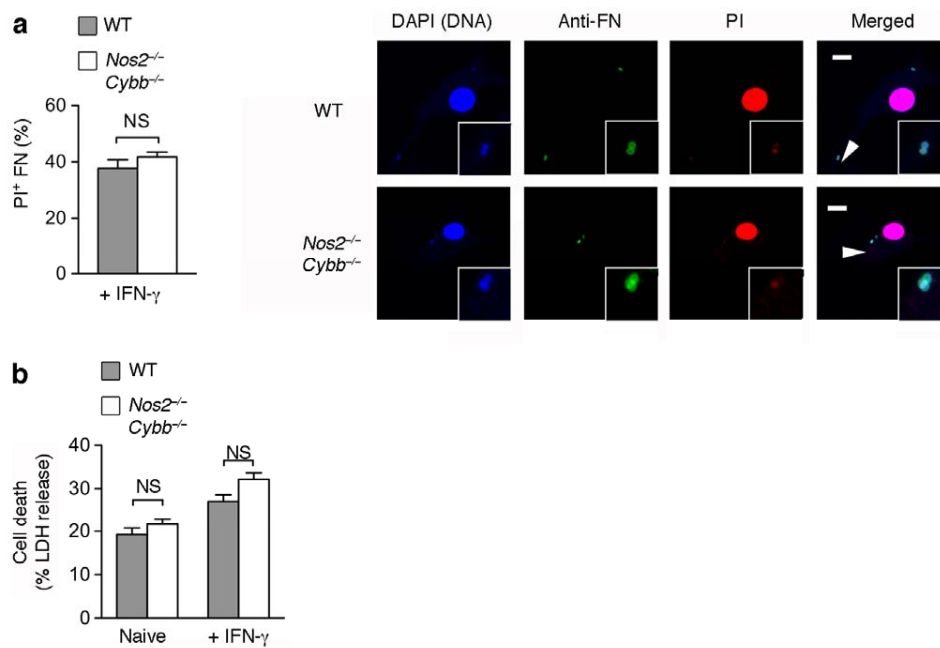 a
WT
Nos2⁻/⁻
Cybb⁻/⁻
PI⁺ FN (%)
60
40
20
0
NS
+ IFN-γ
DAPI (DNA) Anti-FN PI Merged
WT
Nos2⁻/⁻
Cybb⁻/⁻
b
WT
Nos2⁻/⁻
Cybb⁻/⁻
Cell death
(% LDH release)
40
30
20
10
0
NS
NS
Naive + IFN-γ